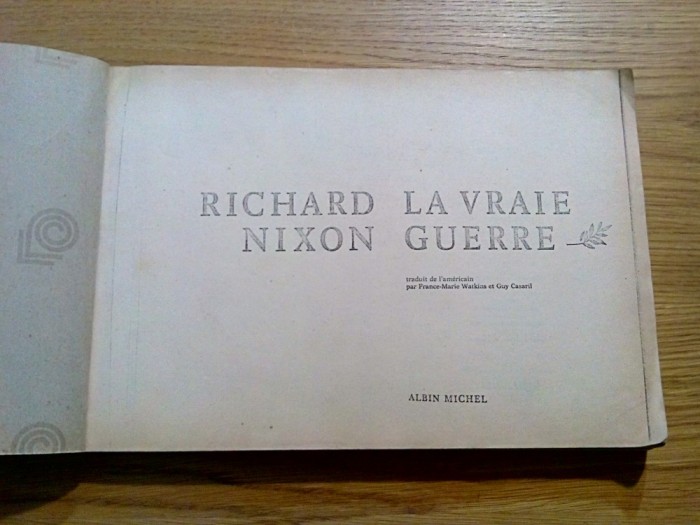 RICHARD NIXON
LA VRAIE GUERRE
traduit de l'américain
par France-Marie Watkins et Guy Casaril
ALBIN MICHEL